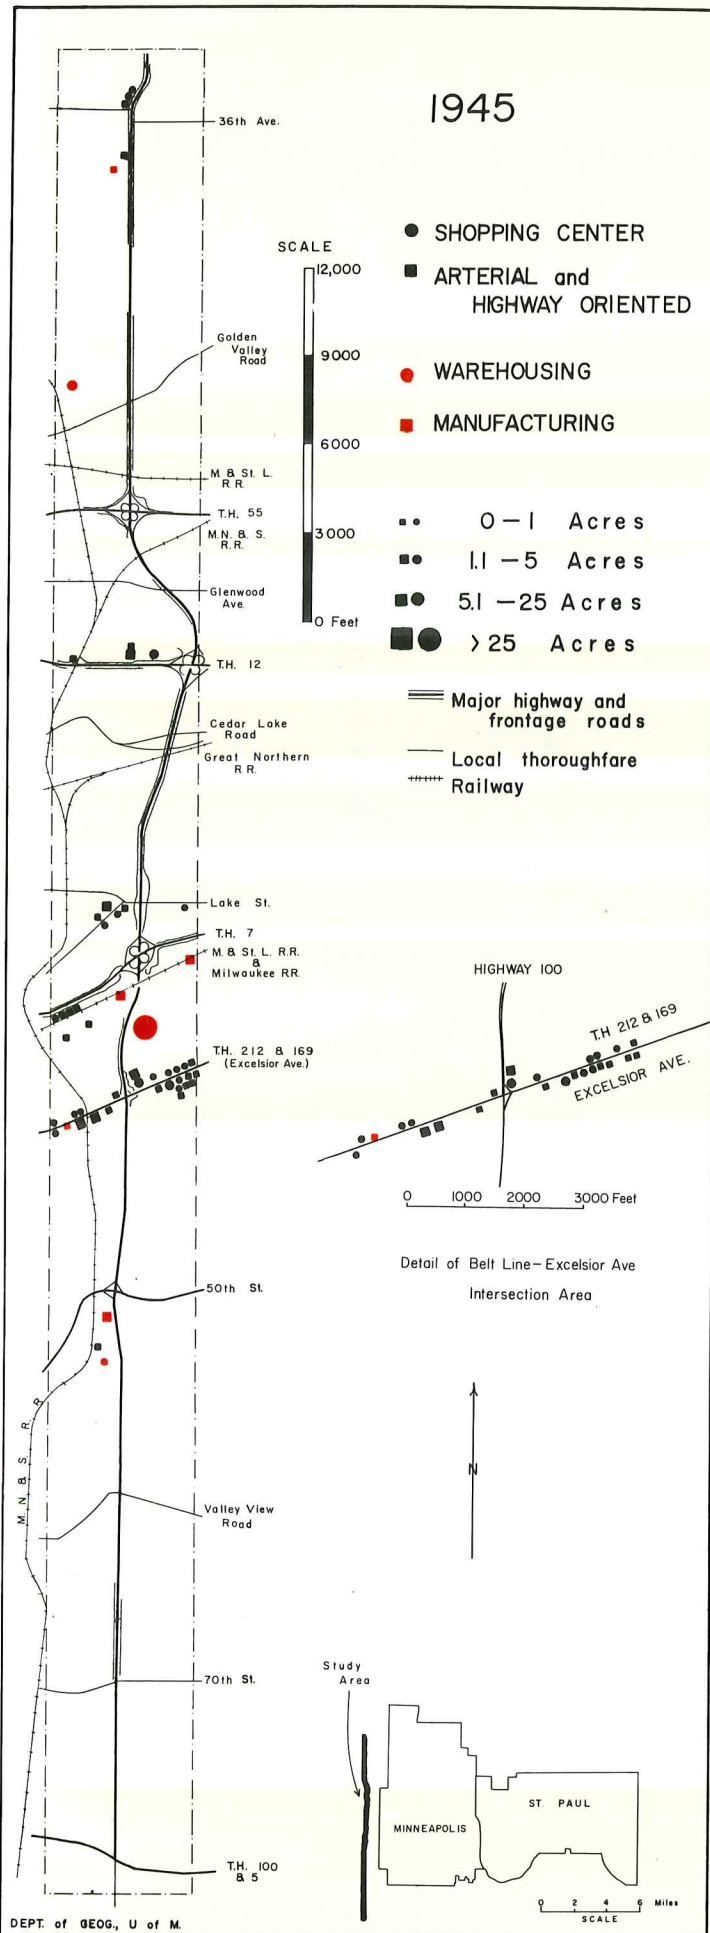 1945
36th Ave.
SHOPPING CENTER
ARTERIAL and
HIGHWAY ORIENTED
WAREHOUSING
MANUFACTURING
SCALE
12,000
9000
6000
3000
0 Feet
Golden
Valley
Road
M. & St. L.
R.R.
T.H. 55
M.N. & S.
R.R.
Glenwood
Ave.
T.H. 12
Cedar Lake
Road
Great Northern
R.R.
0 – 1 Acres
1.1 – 5 Acres
5.1 – 25 Acres
> 25 Acres
Major highway and
frontage roads
Local thoroughfare
Railway
Lake St.
T.H. 7
M. & St. L. R.R.
&
Milwaukee R.R.
T.H. 212 & 169
(Excelsior Ave.)
HIGHWAY 100
T.H. 212 & 169
EXCELSIOR AVE.
0 1000 2000 3000 Feet
Detail of Belt Line – Excelsior Ave
Intersection Area
50th St.
M. N. & S. R. R.
N
Valley View
Road
70th St.
Study
Area
MINNEAPOLIS
ST. PAUL
T.H. 100
& 5
0 2 4 6 Miles
SCALE
DEPT. of GEOG., U of M.